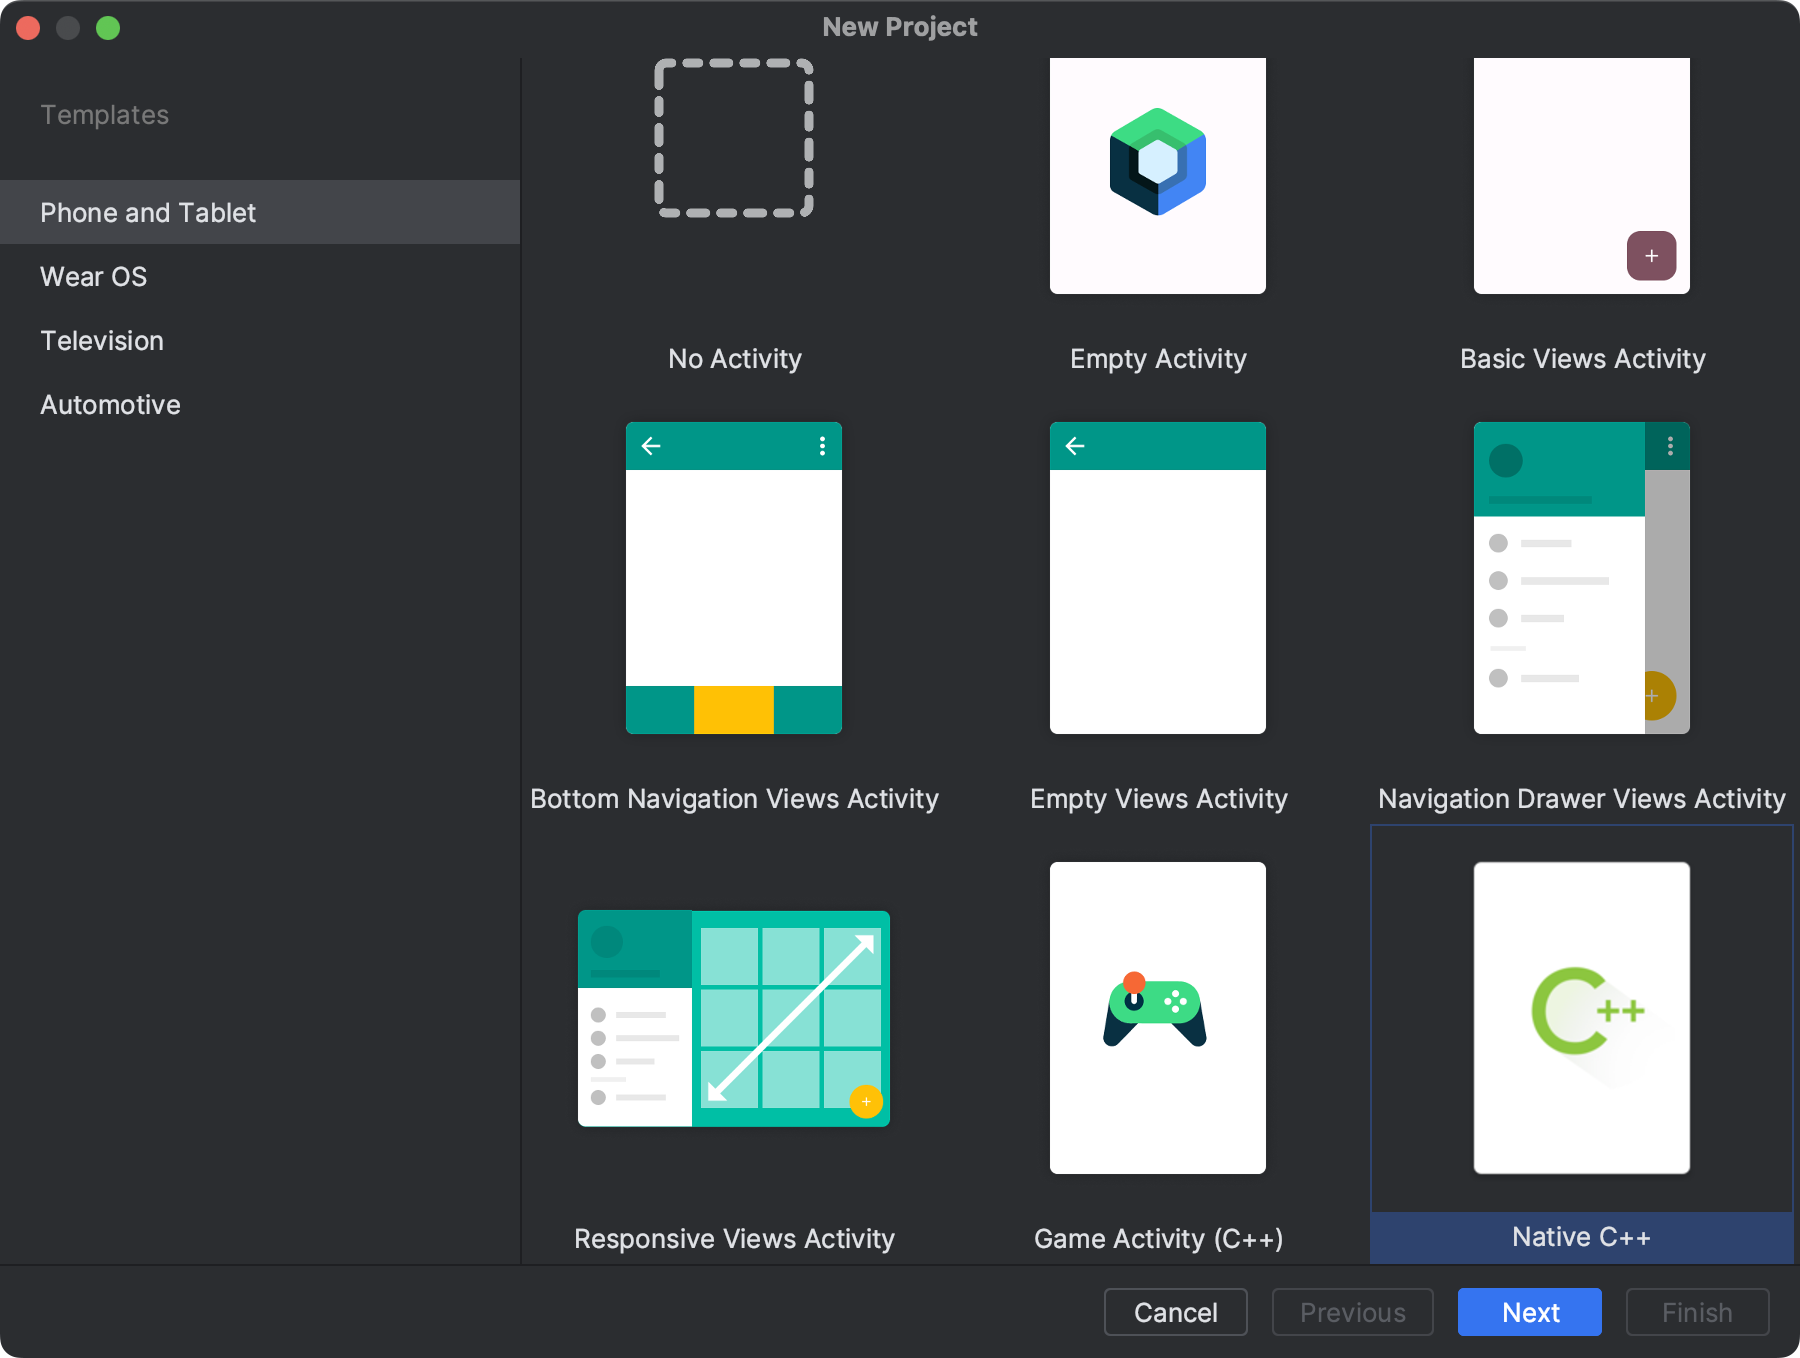 New Project
Templates
Phone and Tablet
Wear OS
Television
Automotive
No Activity
Empty Activity
+
Basic Views Activity
Bottom Navigation Views Activity
Empty Views Activity
+
Navigation Drawer Views Activity
+
Responsive Views Activity
Game Activity (C++)
C++
Native C++
Cancel
Previous
Next
Finish